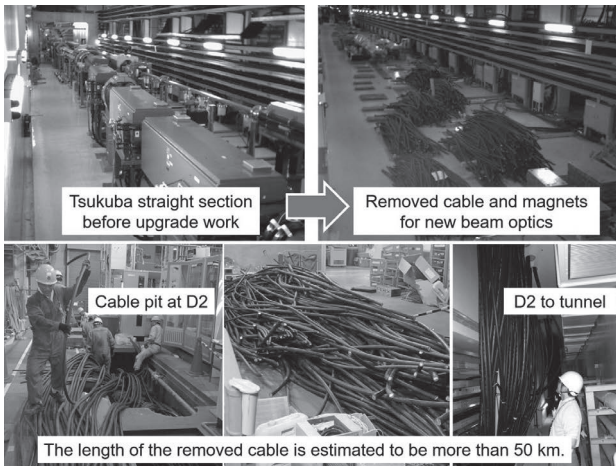 Tsukuba straight section
before upgrade work
Removed cable and magnets
for new beam optics
Cable pit at D2
D2 to tunnel
The length of the removed cable is estimated to be more than 50 km.